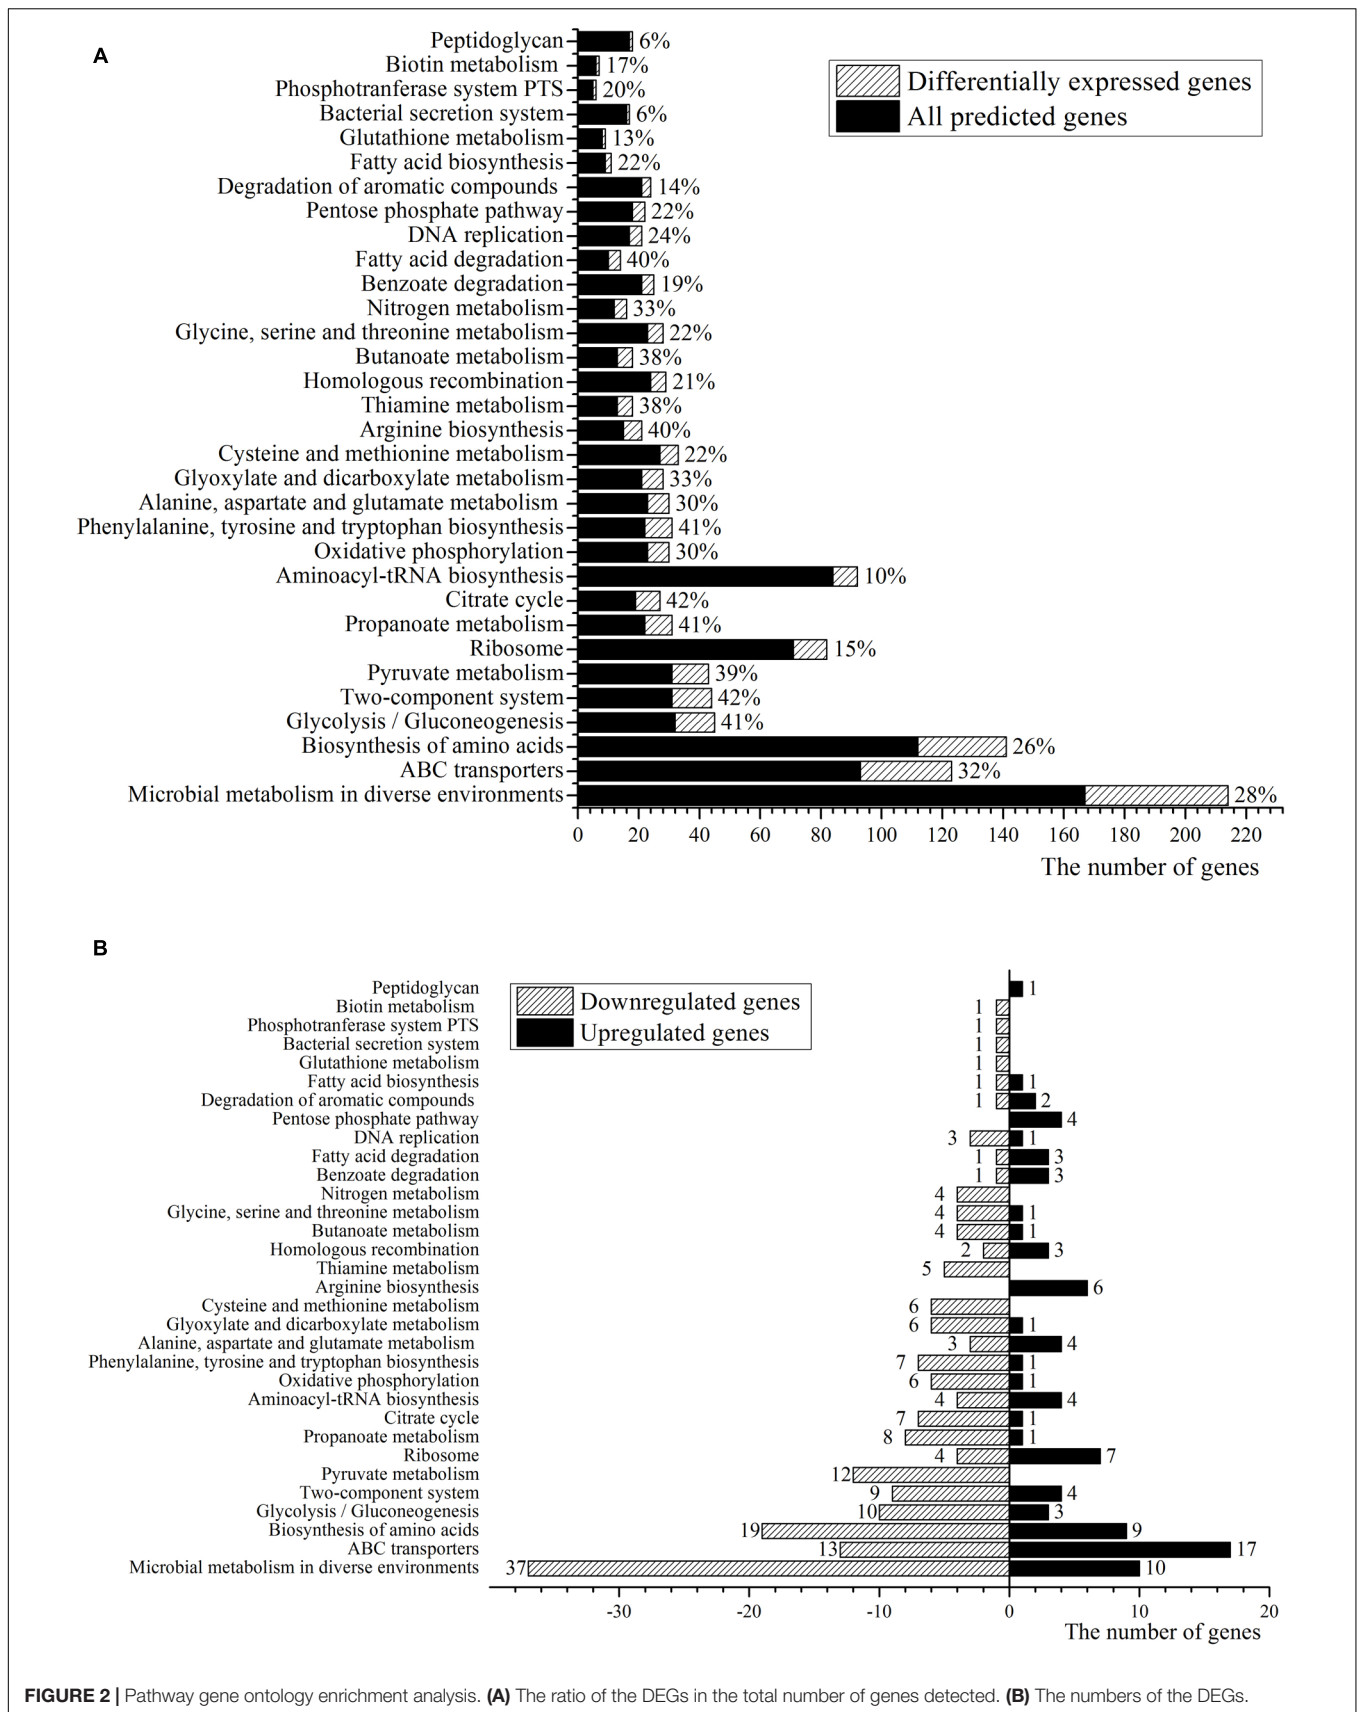 A
Peptidoglycan 6%
Biotin metabolism 17%
Phosphotranferase system PTS 20%
Bacterial secretion system 6%
Glutathione metabolism 13%
Fatty acid biosynthesis 22%
Degradation of aromatic compounds 14%
Pentose phosphate pathway 22%
DNA replication 24%
Fatty acid degradation 40%
Benzoate degradation 19%
Nitrogen metabolism 33%
Glycine, serine and threonine metabolism 22%
Butanoate metabolism 38%
Homologous recombination 21%
Thiamine metabolism 38%
Arginine biosynthesis 40%
Cysteine and methionine metabolism 22%
Glyoxylate and dicarboxylate metabolism 33%
Alanine, aspartate and glutamate metabolism 30%
Phenylalanine, tyrosine and tryptophan biosynthesis 41%
Oxidative phosphorylation 30%
Aminoacyl-tRNA biosynthesis 10%
Citrate cycle 42%
Propanoate metabolism 41%
Ribosome 15%
Pyruvate metabolism 39%
Two-component system 42%
Glycolysis / Gluconeogenesis 41%
Biosynthesis of amino acids 26%
ABC transporters 32%
Microbial metabolism in diverse environments 28%
Differentially expressed genes
All predicted genes
0 20 40 60 80 100 120 140 160 180 200 220
The number of genes
B
Peptidoglycan 1
Biotin metabolism 1
Phosphotranferase system PTS 1
Bacterial secretion system 1
Glutathione metabolism 1
Fatty acid biosynthesis 1 1
Degradation of aromatic compounds 1 2
Pentose phosphate pathway 4
DNA replication 3 1
Fatty acid degradation 1 3
Benzoate degradation 1 3
Nitrogen metabolism 4
Glycine, serine and threonine metabolism 4 1
Butanoate metabolism 4 1
Homologous recombination 2 3
Thiamine metabolism 5
Arginine biosynthesis 6
Cysteine and methionine metabolism 6
Glyoxylate and dicarboxylate metabolism 6 1
Alanine, aspartate and glutamate metabolism 3 4
Phenylalanine, tyrosine and tryptophan biosynthesis 7 1
Oxidative phosphorylation 6 1
Aminoacyl-tRNA biosynthesis 4 4
Citrate cycle 7 1
Propanoate metabolism 8 1
Ribosome 4 7
Pyruvate metabolism 12
Two-component system 9 4
Glycolysis / Gluconeogenesis 10 3
Biosynthesis of amino acids 19 9
ABC transporters 13 17
Microbial metabolism in diverse environments 37 10
Downregulated genes
Upregulated genes
-30 -20 -10 0 10 20
The number of genes
FIGURE 2 | Pathway gene ontology enrichment analysis. (A) The ratio of the DEGs in the total number of genes detected. (B) The numbers of the DEGs.